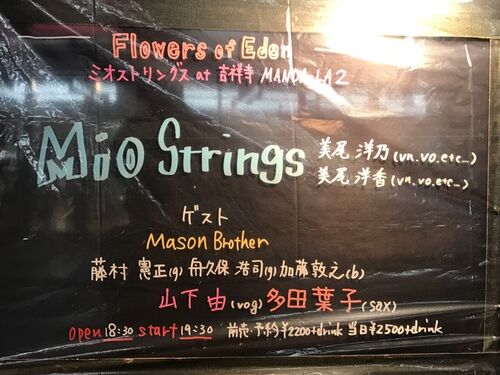 Flowers of Eden
ミオストリングス at 吉祥寺 MANDA-LA2
Mio Strings
美尾 洋乃(vn.vo.etc...)
美尾 洋香(vn.vo.etc...)
ゲスト
Mason Brother
藤村 憲正(g) 舟久保 浩司(g) 加藤敦之(b)
山下 由(vog) 多田葉子(sax)
open 18:30 start 19:30 前売・予約¥2200+drink 当日¥2500+drink